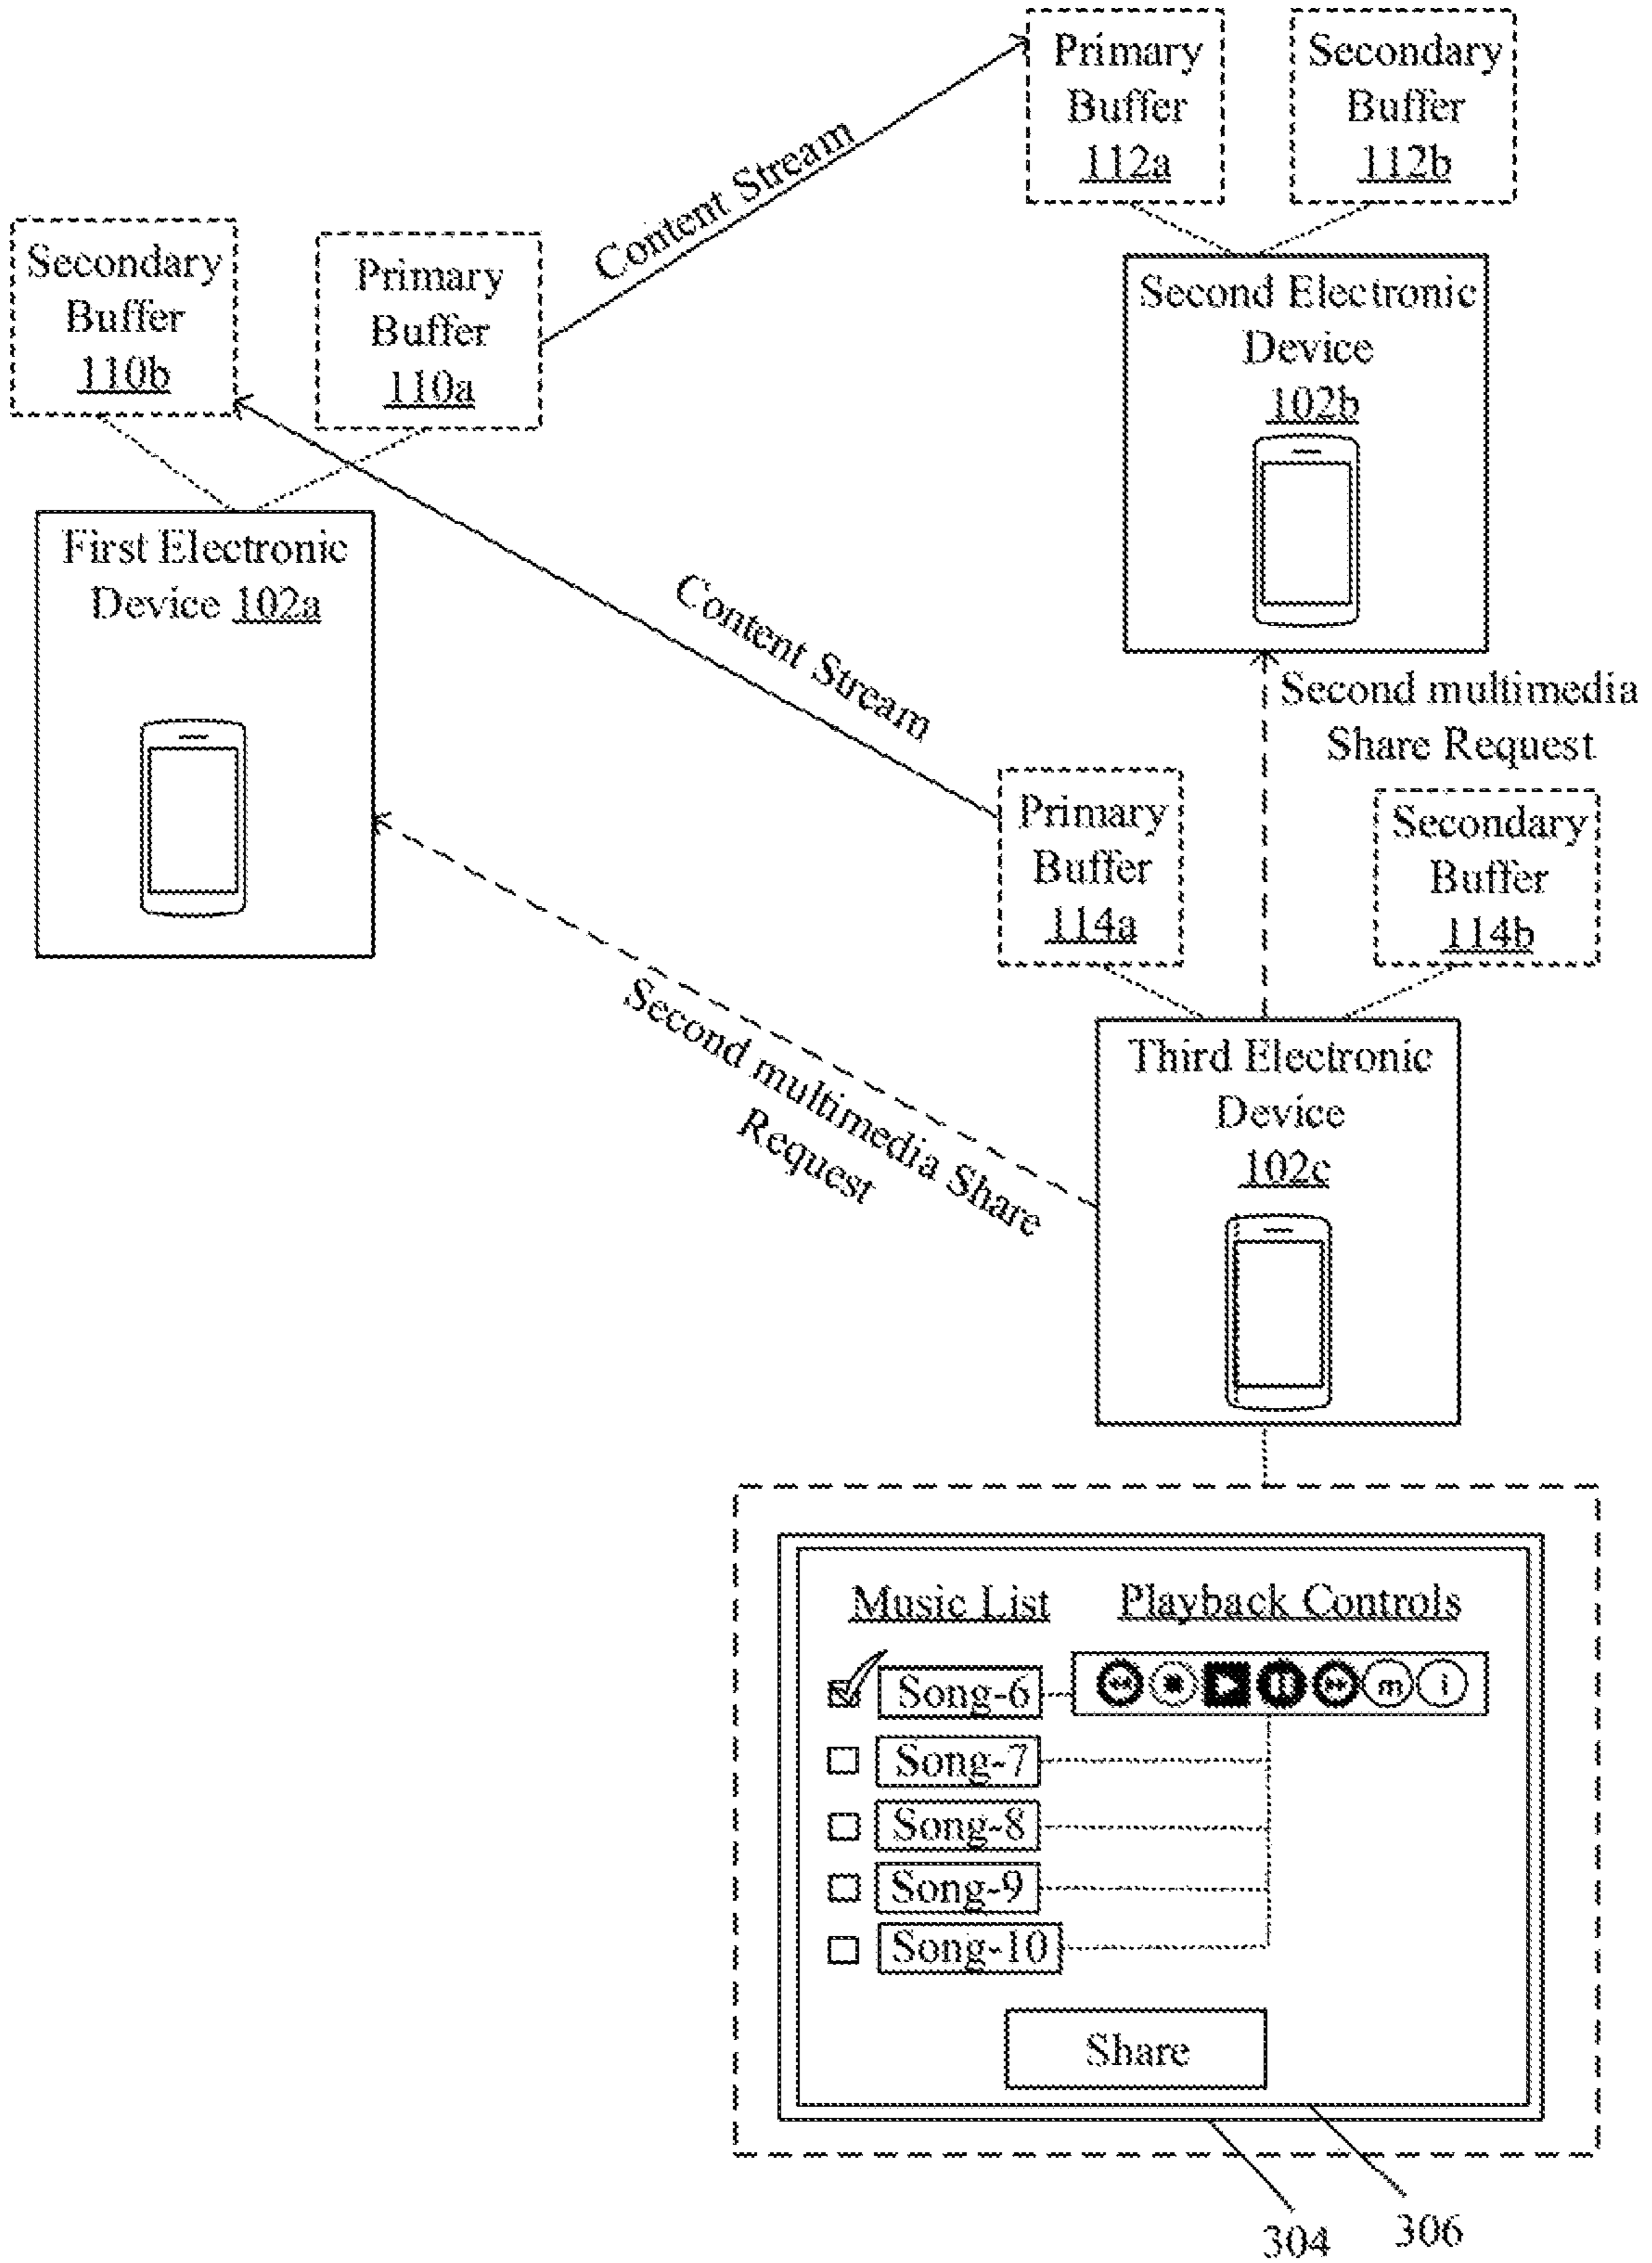 Primary
Buffer
112a
Secondary
Buffer
112b
Content Stream
Secondary
Buffer
110b
Primary
Buffer
110a
Second Electronic
Device
102b
First Electronic
Device 102a
Content Stream
Second multimedia
Share Request
Primary
Buffer
114a
Secondary
Buffer
114b
Second multimedia Share
Request
Third Electronic
Device
102c
Music List
Playback Controls
Song-6
m
i
Song-7
Song-8
Song-9
Song-10
Share
304
306